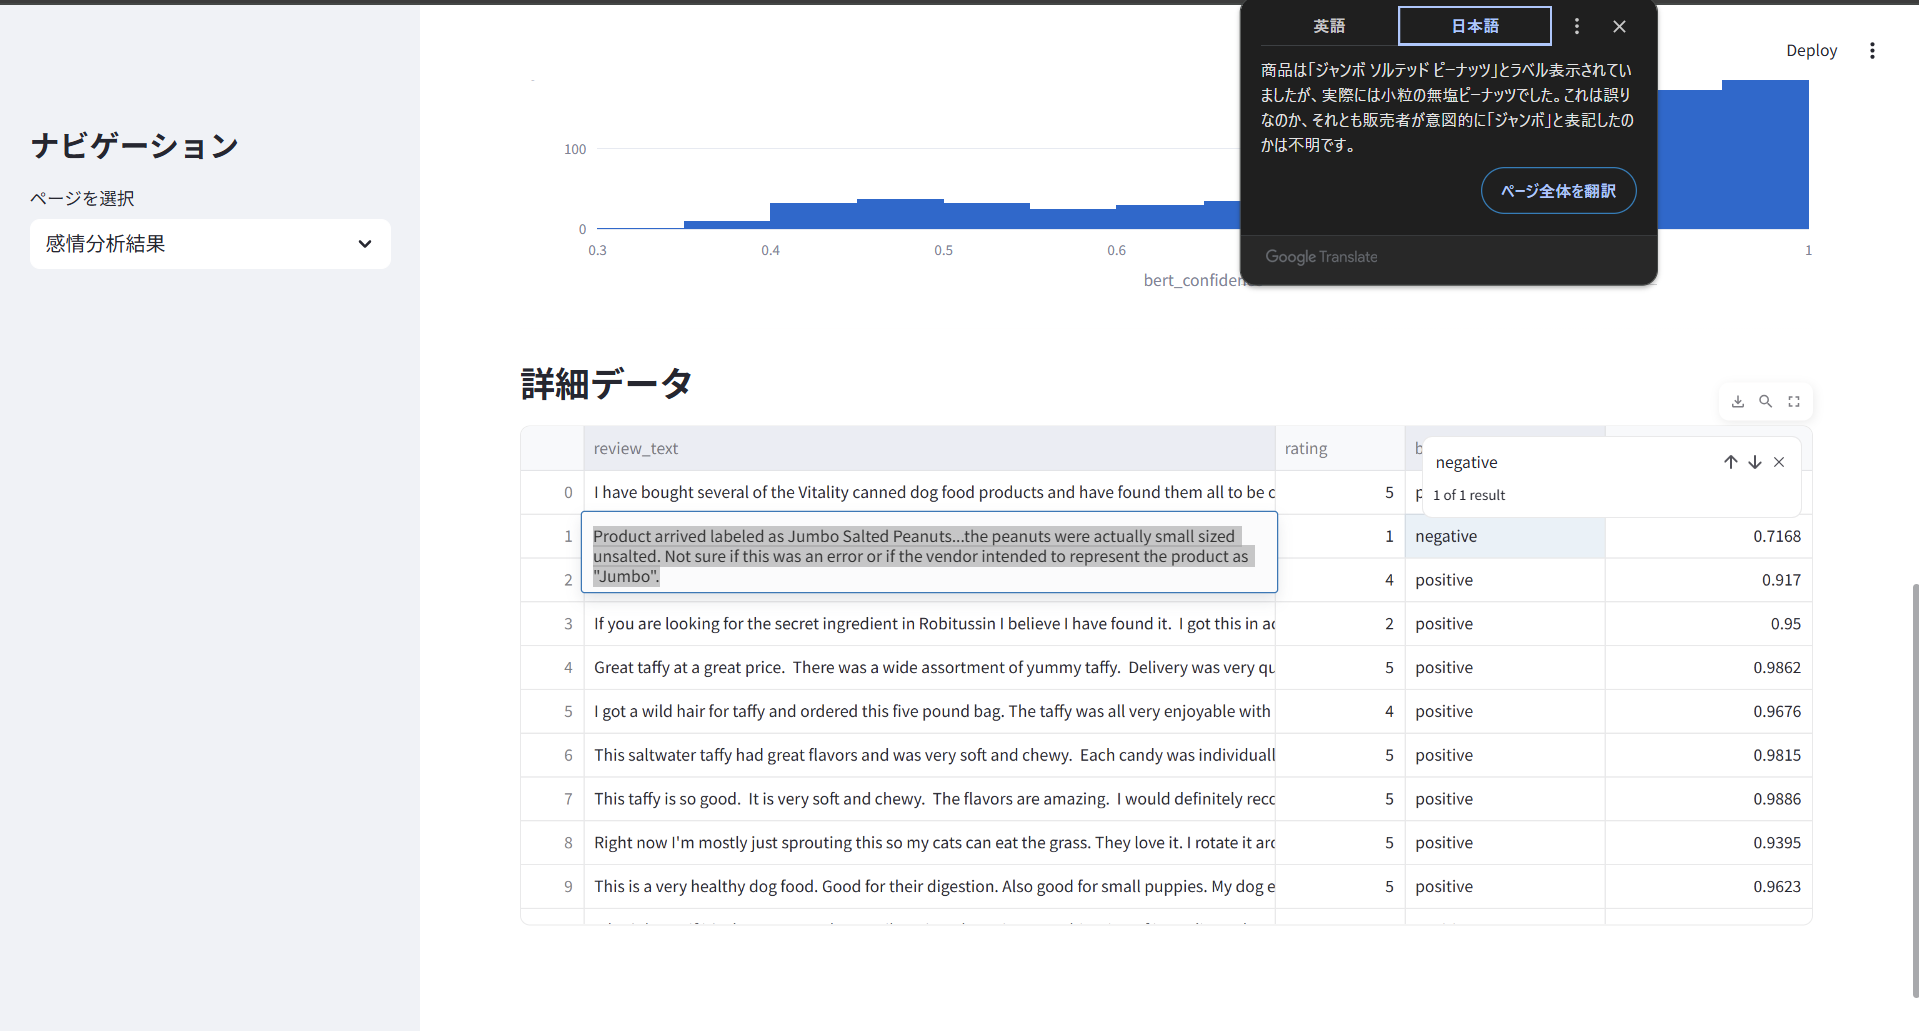 英語
日本語
商品は「ジャンボ ソルテッド ピーナッツ」とラベル表示されてい
ましたが、実際には小粒の無塩ピーナッツでした。これは誤り
なのか、それとも販売者が意図的に「ジャンボ」と表記したの
かは不明です。
ページ全体を翻訳
Google Translate
Deploy
ナビゲーション
ページを選択
感情分析結果
100
0
0.3
0.4
0.5
0.6
1
bert_confiden
詳細データ
review_text
rating
negative
1 of 1 result
0 I have bought several of the Vitality canned dog food products and have found them all to be 5
1 Product arrived labeled as Jumbo Salted Peanuts...the peanuts were actually small sized
unsalted. Not sure if this was an error or if the vendor intended to represent the product as
"Jumbo".
1 negative 0.7168
2 4 positive 0.917
3 If you are looking for the secret ingredient in Robitussin I believe I have found it. I got this in 2 positive 0.95
4 Great taffy at a great price. There was a wide assortment of yummy taffy. Delivery was very qu 5 positive 0.9862
5 I got a wild hair for taffy and ordered this five pound bag. The taffy was all very enjoyable with 4 positive 0.9676
6 This saltwater taffy had great flavors and was very soft and chewy. Each candy was individuall 5 positive 0.9815
7 This taffy is so good. It is very soft and chewy. The flavors are amazing. I would definitely reco 5 positive 0.9886
8 Right now I'm mostly just sprouting this so my cats can eat the grass. They love it. I rotate it aro 5 positive 0.9395
9 This is a very healthy dog food. Good for their digestion. Also good for small puppies. My dog e 5 positive 0.9623